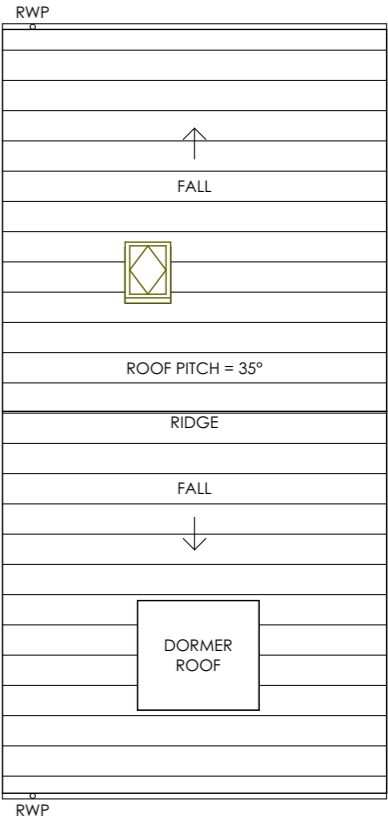 RWP
FALL
ROOF PITCH = 35°
RIDGE
FALL
DORMER
ROOF
RWP